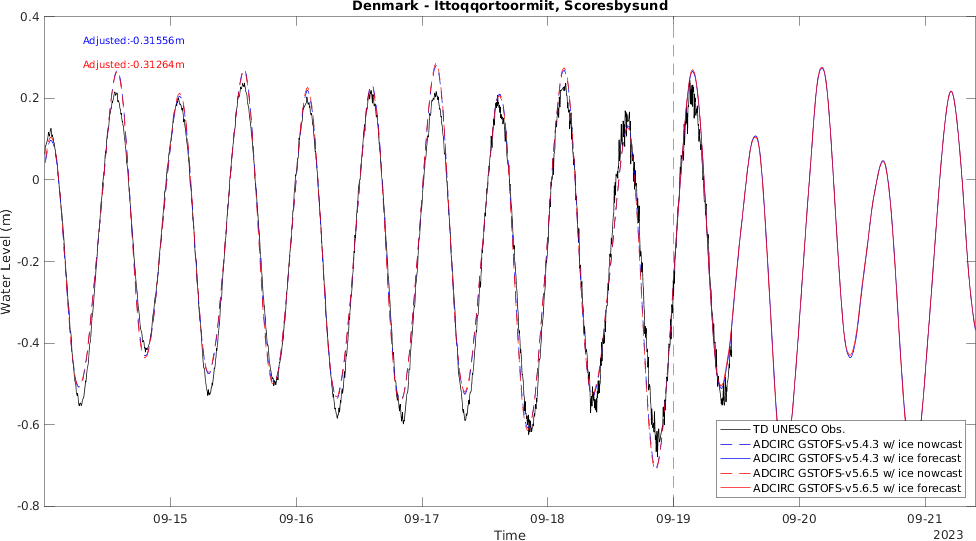 Denmark - Ittoqqortoormiit, Scoresbysund
Adjusted:-0.31556m
Adjusted:-0.31264m
0.4
0.2
0
-0.2
-0.4
-0.6
-0.8
Water Level (m)
TD UNESCO Obs.
ADCIRC GSTOFS-v5.4.3 w/ ice nowcast
ADCIRC GSTOFS-v5.4.3 w/ ice forecast
ADCIRC GSTOFS-v5.6.5 w/ ice nowcast
ADCIRC GSTOFS-v5.6.5 w/ ice forecast
09-15 09-16 09-17 09-18 09-19 09-20 09-21
Time
2023